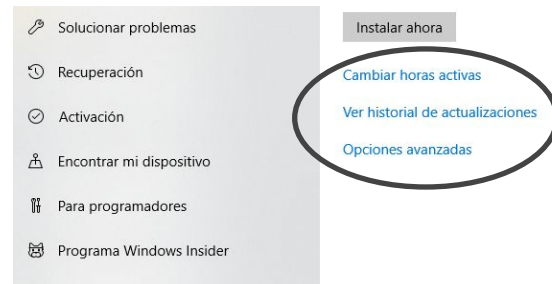 Solucionar problemas
Recuperación
Activación
Encontrar mi dispositivo
Para programadores
Programa Windows Insider
Instalar ahora
Cambiar horas activas
Ver historial de actualizaciones
Opciones avanzadas